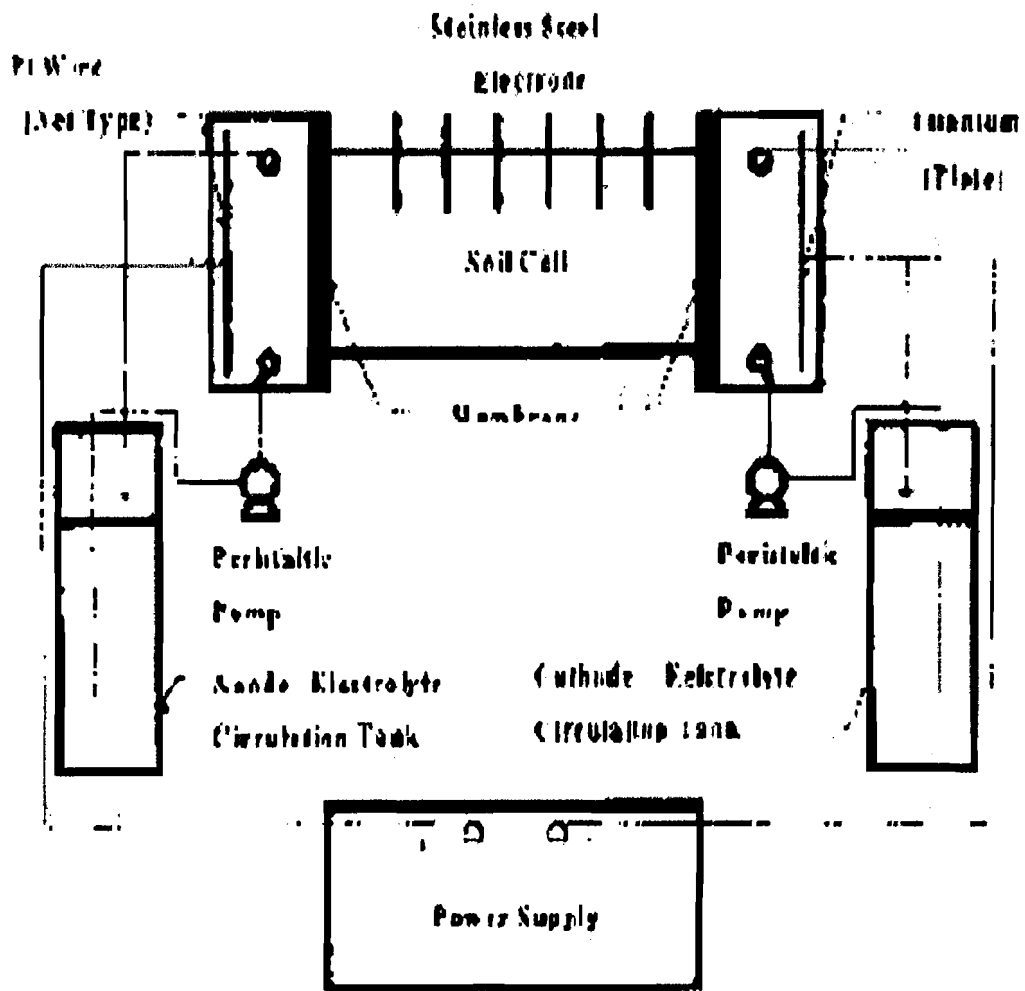 Stainless Steel
Electrode
Pt Wire
(Net Type)
Titanium
(Plate)
Soil Cell
Membrane
Peristaltic
Pump
Peristaltic
Pump
Anode Electrolyte
Circulation Tank
Cathode Electrolyte
Circulation Tank
Power Supply